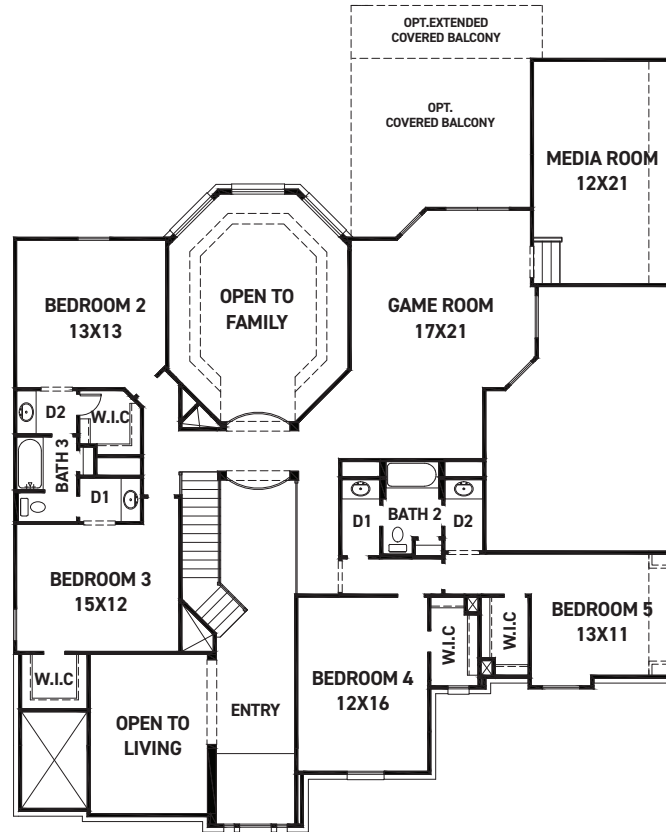 OPT.EXTENDED
COVERED BALCONY
OPT.
COVERED BALCONY
MEDIA ROOM
12X21
BEDROOM 2
13X13
OPEN TO
FAMILY
GAME ROOM
17X21
D2
W.I.C
BATH 3
D1
D1
BATH 2
D2
BEDROOM 3
15X12
W.I.C
OPEN TO
LIVING
ENTRY
BEDROOM 4
12X16
W.I.C
W.I.C
BEDROOM 5
13X11